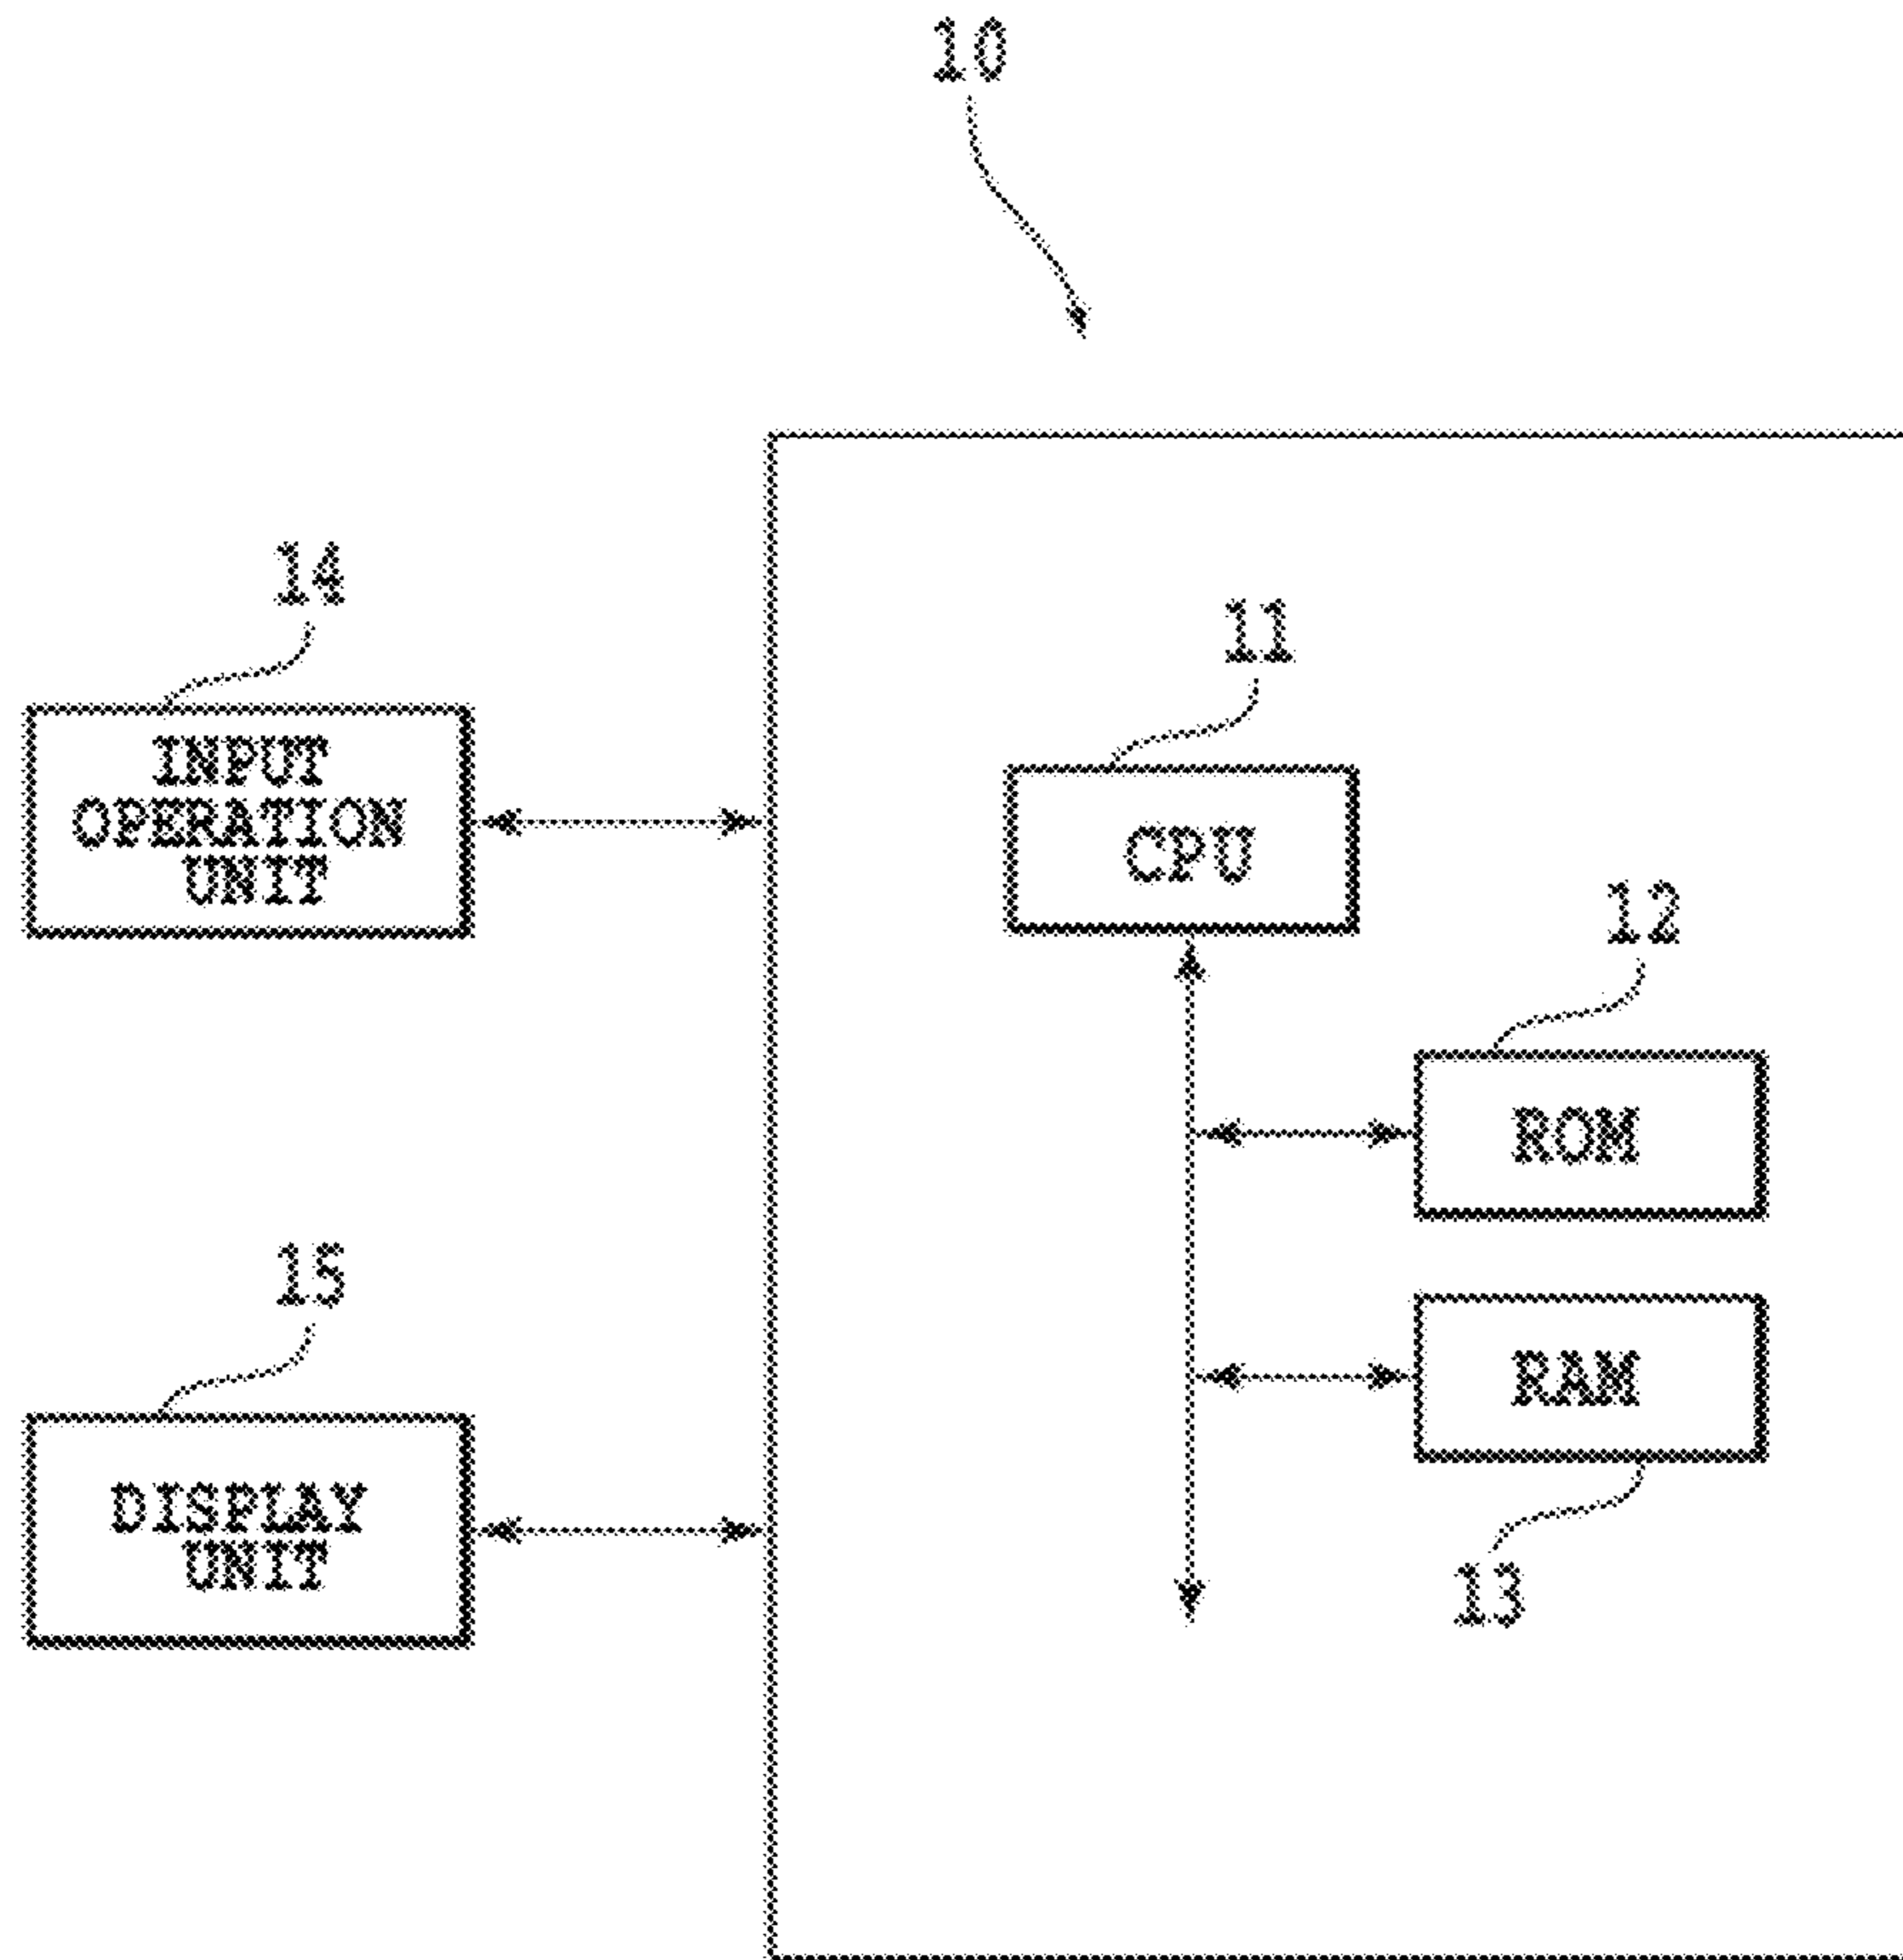 10
14
INPUT
OPERATION
UNIT
11
CPU
12
ROM
15
DISPLAY
UNIT
RAM
13